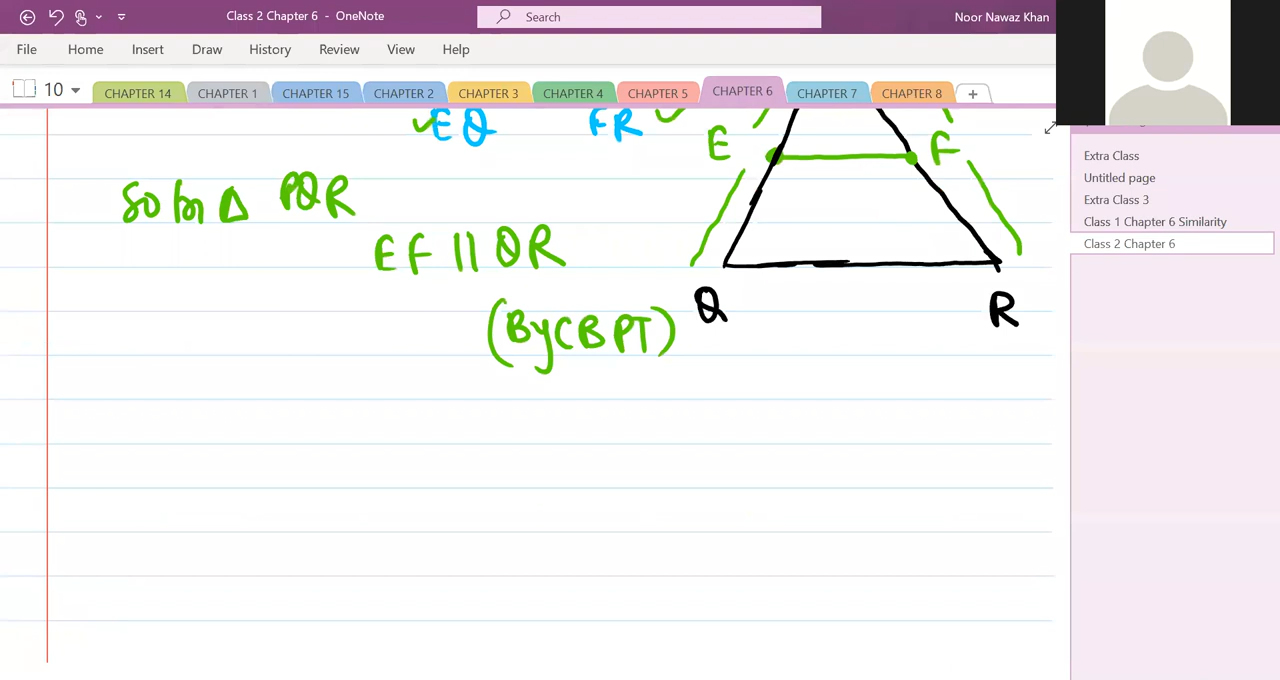 Class 2 Chapter 6 - OneNote
Search
Noor Nawaz Khan
File Home Insert Draw History Review View Help
10 CHAPTER 14 CHAPTER 1 CHAPTER 15 CHAPTER 2 CHAPTER 3 CHAPTER 4 CHAPTER 5 CHAPTER 6 CHAPTER 7 CHAPTER 8 +
EQ FR
E F
So In Δ PQR
EF || QR
Q R
(By CBPT)
Extra Class
Untitled page
Extra Class 3
Class 1 Chapter 6 Similarity
Class 2 Chapter 6